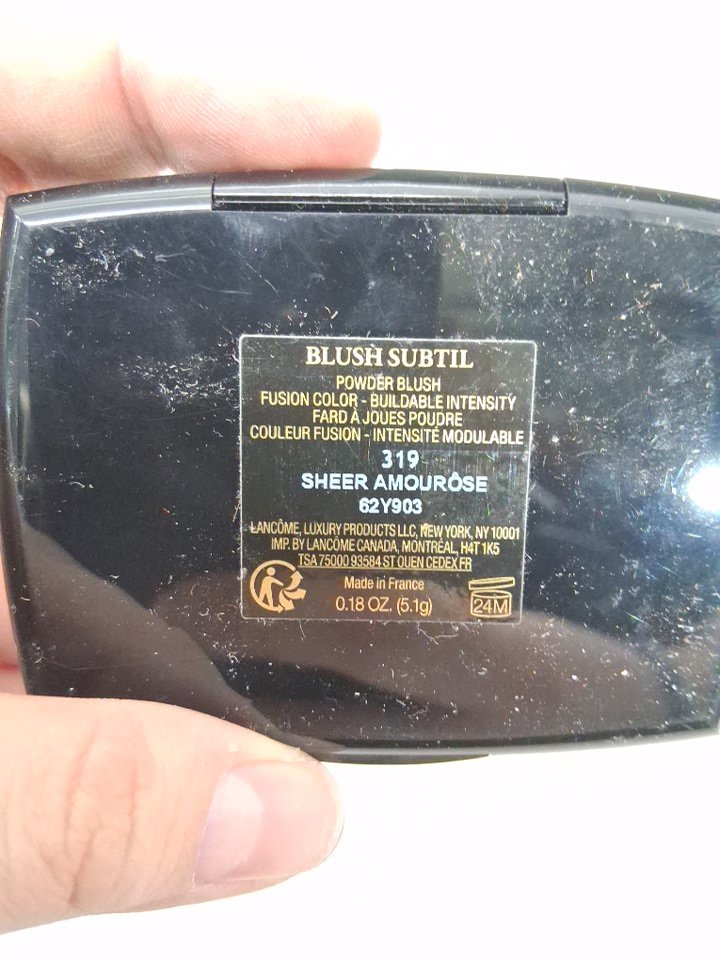 BLUSH SUBTIL
POWDER BLUSH
FUSION COLOR - BUILDABLE INTENSITY
FARD À JOUES POUDRE
COULEUR FUSION - INTENSITÉ MODULABLE
319
SHEER AMOURÔSE
62Y903
LANCÔME, LUXURY PRODUCTS LLC, NEW YORK, NY 10001
IMP. BY LANCÔME CANADA, MONTRÉAL, H4T 1K5
TSA 75000 93584 ST OUEN CEDEX FR
Made in France
0.18 OZ. (5.1g)
24M